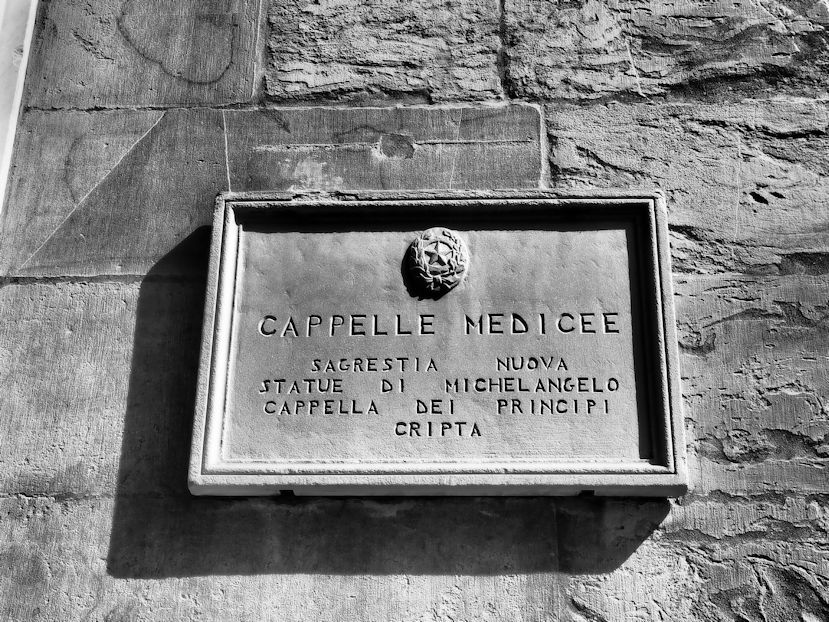 CAPPELLE MEDICEE
SAGRESTIA NUOVA
STATUE DI MICHELANGELO
CAPPELLA DEI PRINCIPI
CRIPTA